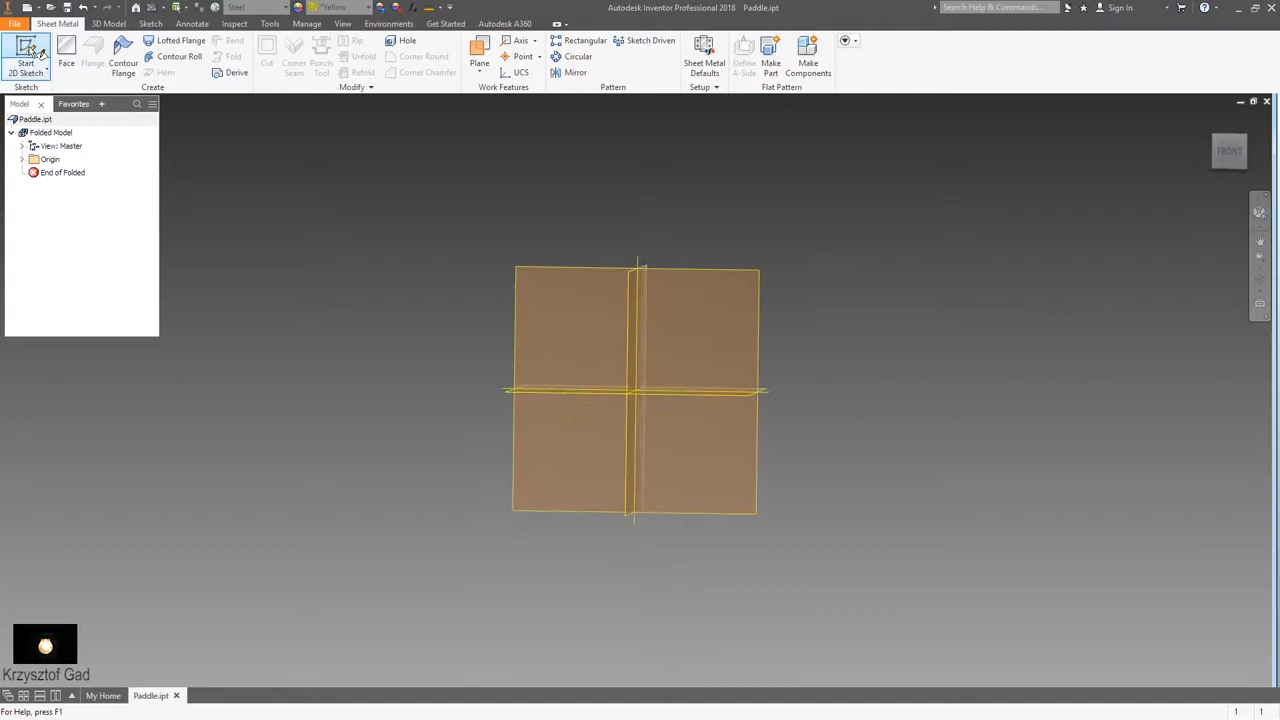 Steel
*Yellow
Autodesk Inventor Professional 2018 Paddle.ipt
Search Help & Commands...
Sign In
File
Sheet Metal
3D Model
Sketch
Annotate
Inspect
Tools
Manage
View
Environments
Get Started
Autodesk A360
Start
2D Sketch
Face
Flange
Contour
Flange
Lofted Flange
Contour Roll
Hem
Bend
Fold
Derive
Cut
Corner
Seam
Punch
Tool
Rip
Unfold
Refold
Hole
Corner Round
Corner Chamfer
Plane
Axis
Point
UCS
Rectangular
Circular
Mirror
Sketch Driven
Sheet Metal
Defaults
Define
A-Side
Make
Part
Make
Components
Sketch
Create
Modify
Work Features
Pattern
Setup
Flat Pattern
Model
Favorites
Paddle.ipt
Folded Model
View: Master
Origin
End of Folded
FRONT
Krzysztof Gad
My Home
Paddle.ipt
For Help, press F1
1
1